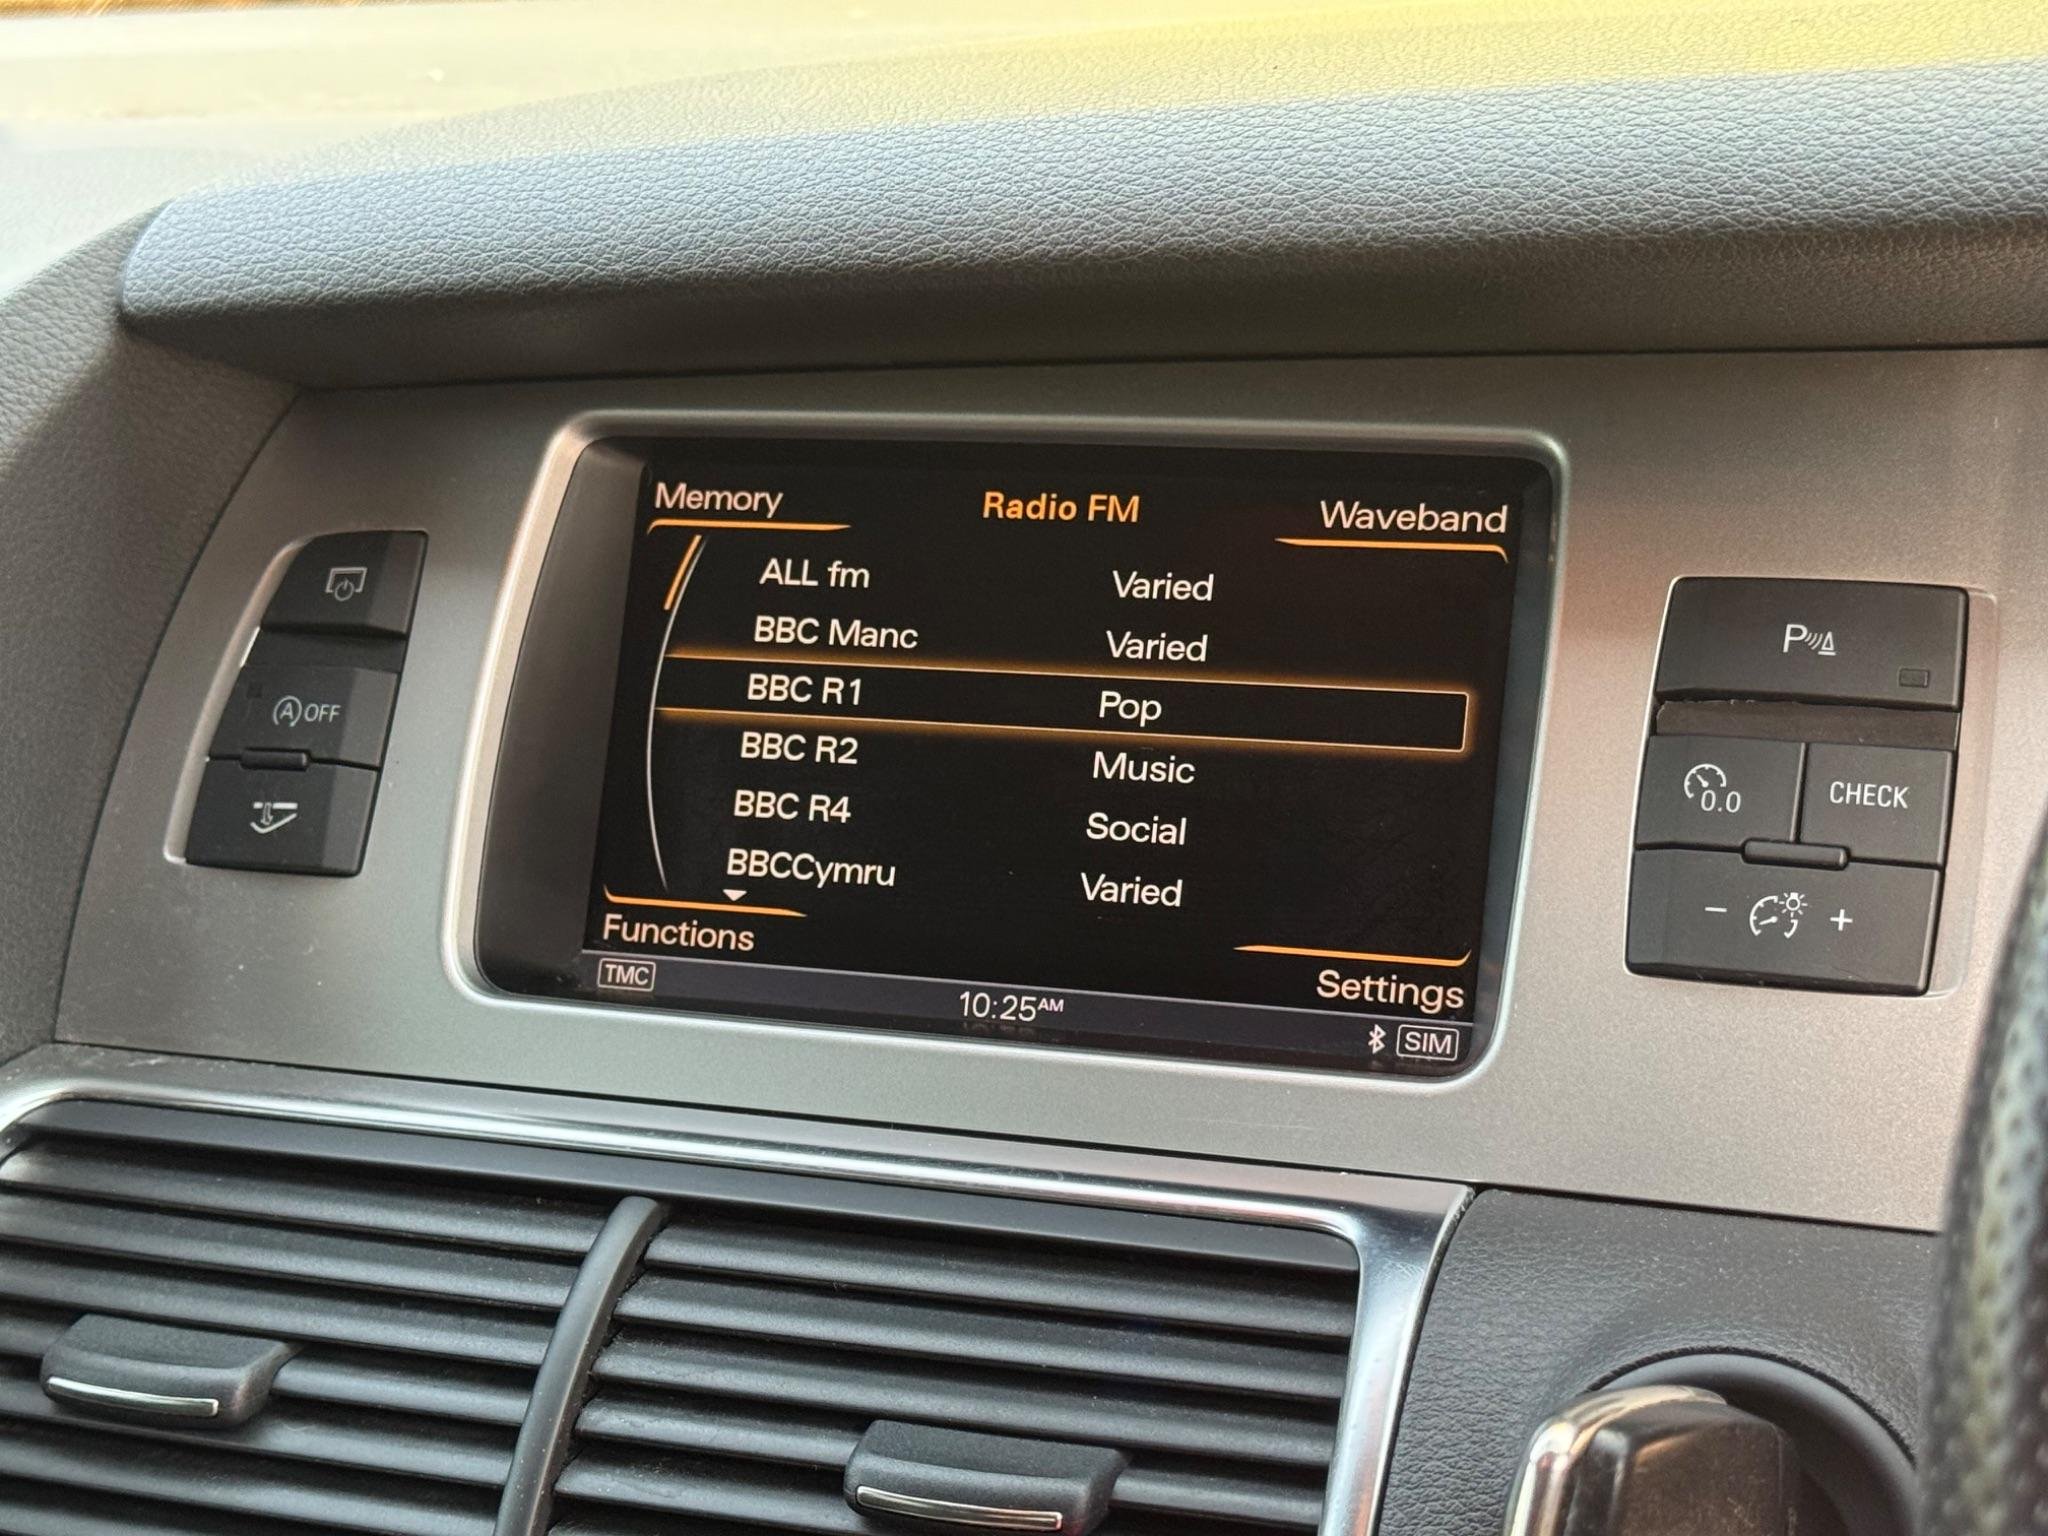 Memory Radio FM Waveband
ALL fm Varied
BBC Manc Varied
BBC R1 Pop
BBC R2 Music
BBC R4 Social
BBCCymru Varied
Functions Settings
TMC 10:25AM SIM
A OFF
P
0.0 CHECK
- +